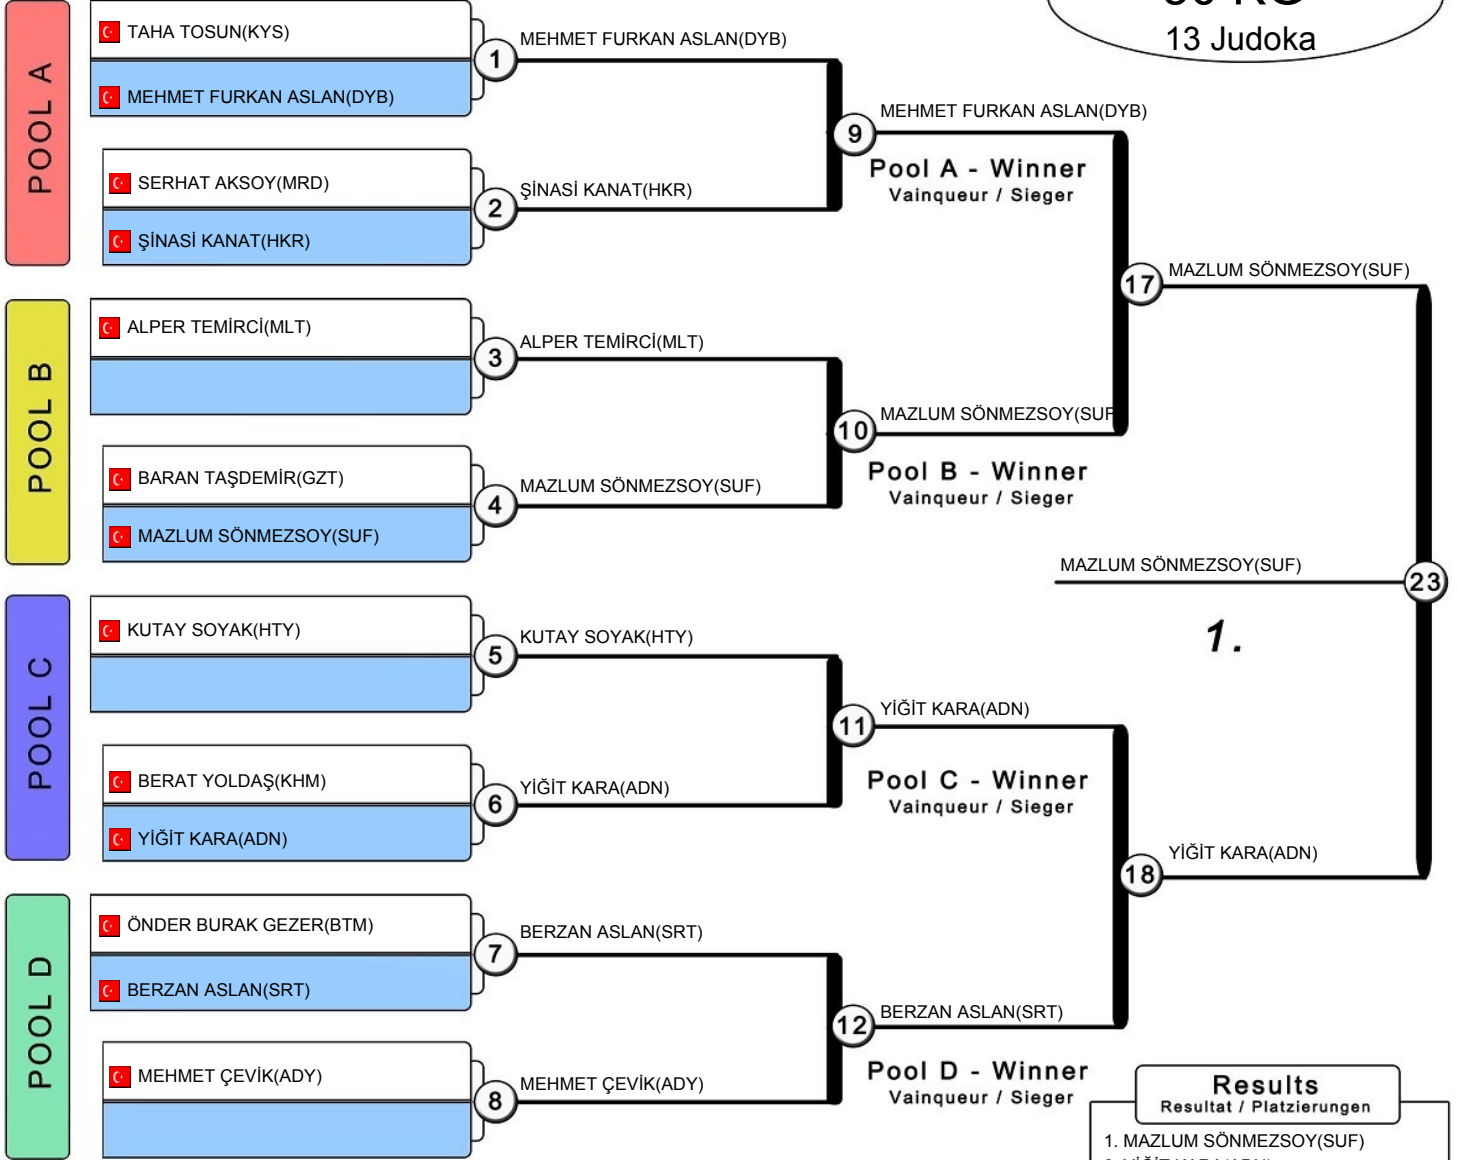 13 Judoka
POOL A
TAHA TOSUN(KYS)
MEHMET FURKAN ASLAN(DYB)
1
MEHMET FURKAN ASLAN(DYB)
SERHAT AKSOY(MRD)
ŞİNASİ KANAT(HKR)
2
ŞİNASİ KANAT(HKR)
9
MEHMET FURKAN ASLAN(DYB)
Pool A - Winner
Vainqueur / Sieger
POOL B
ALPER TEMİRCİ(MLT)
3
ALPER TEMİRCİ(MLT)
BARAN TAŞDEMİR(GZT)
MAZLUM SÖNMEZSOY(SUF)
4
MAZLUM SÖNMEZSOY(SUF)
10
MAZLUM SÖNMEZSOY(SUF
Pool B - Winner
Vainqueur / Sieger
17
MAZLUM SÖNMEZSOY(SUF)
POOL C
KUTAY SOYAK(HTY)
5
KUTAY SOYAK(HTY)
BERAT YOLDAŞ(KHM)
YİĞİT KARA(ADN)
6
YİĞİT KARA(ADN)
11
YİĞİT KARA(ADN)
Pool C - Winner
Vainqueur / Sieger
POOL D
ÖNDER BURAK GEZER(BTM)
BERZAN ASLAN(SRT)
7
BERZAN ASLAN(SRT)
MEHMET ÇEVİK(ADY)
8
MEHMET ÇEVİK(ADY)
12
BERZAN ASLAN(SRT)
Pool D - Winner
Vainqueur / Sieger
18
YİĞİT KARA(ADN)
MAZLUM SÖNMEZSOY(SUF)
23
1.
Results
Resultat / Platzierungen
1. MAZLUM SÖNMEZSOY(SUF)